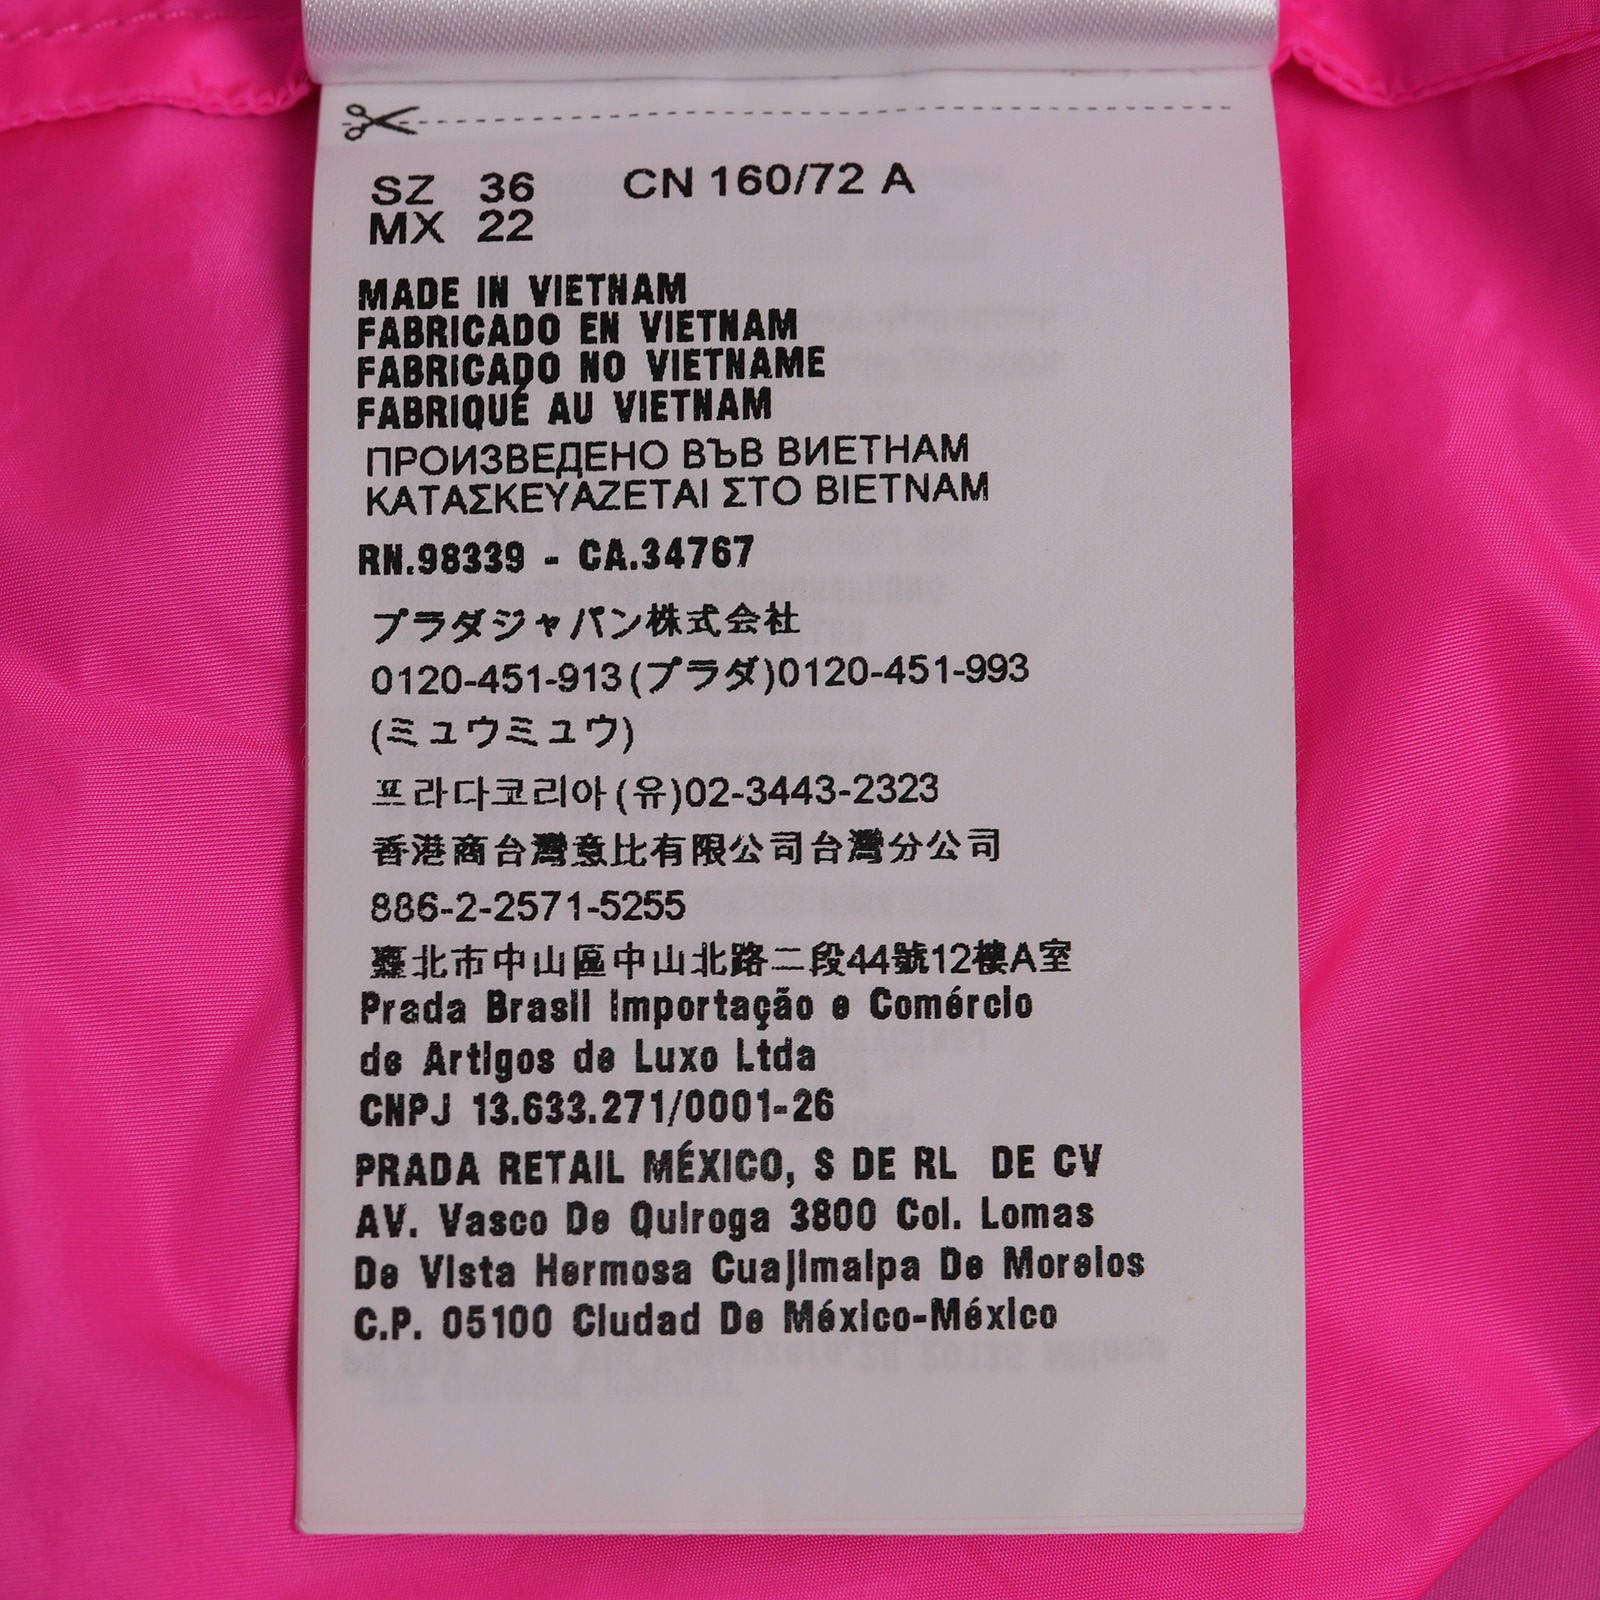 SZ 36 CN 160/72 A
MX 22
MADE IN VIETNAM
FABRICADO EN VIETNAM
FABRICADO NO VIETNAME
FABRIQUÉ AU VIETNAM
ПРОИЗВЕДЕНО ВЪВ ВИЕТНАМ
ΚΑΤΑΣΚΕΥΑΖΕΤΑΙ ΣΤΟ ΒΙΕΤNAM
RN.98339 - CA.34767
プラダジャパン株式会社
0120-451-913(プラダ)0120-451-993
(ミュウミュウ)
프라다코리아(유)02-3443-2323
香港商台灣意比有限公司台灣分公司
886-2-2571-5255
臺北市中山區中山北路二段44號12樓A室
Prada Brasil Importação e Comércio
de Artigos de Luxo Ltda
CNPJ 13.633.271/0001-26
PRADA RETAIL MÉXICO, S DE RL DE CV
AV. Vasco De Quiroga 3800 Col. Lomas
De Vista Hermosa Cuajimalpa De Morelos
C.P. 05100 Ciudad De México-México